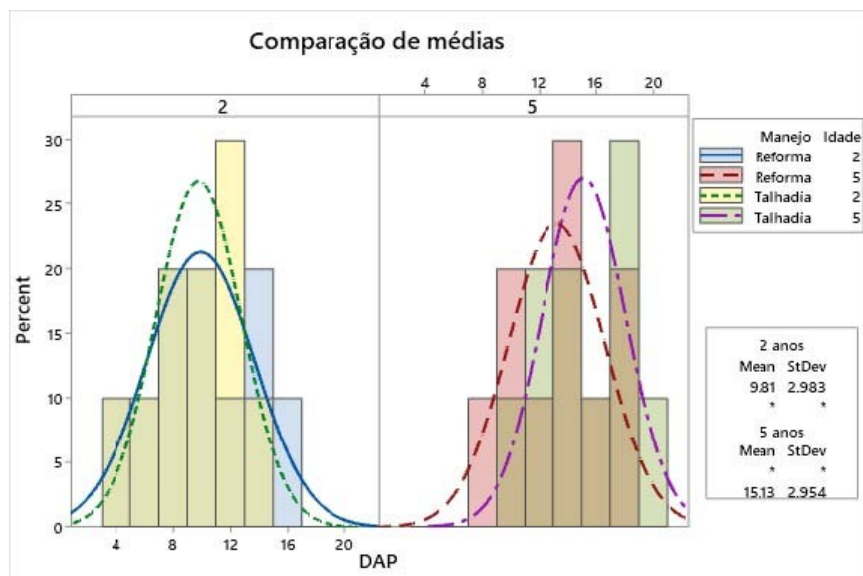 Comparação de médias
4 8 12 16 20
2 5
30
25
20
15
10
5
0
Percent
4 8 12 16 20
DAP
Manejo Idade
Reforma 2
Reforma 5
Talhadia 2
Talhadia 5
2 anos
Mean StDev
9.81 2.983
* *
5 anos
Mean StDev
* *
15.13 2.954